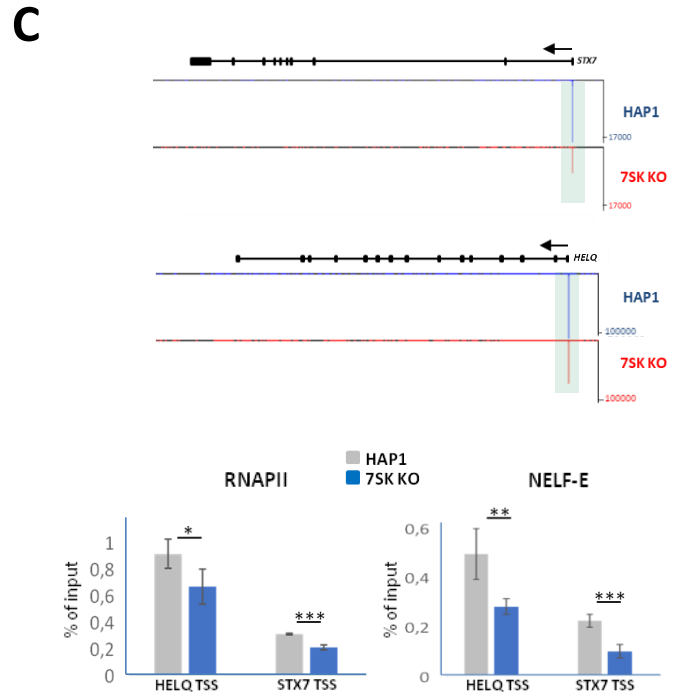 C
STX7
HAP1
17000
7SK KO
17000
HELQ
HAP1
100000
7SK KO
100000
HAP1
7SK KO
RNAPII
% of input
1
0,8
0,6
0,4
0,2
0
*
***
HELQ TSS
STX7 TSS
NELF-E
% of input
0,6
0,4
0,2
0
**
***
HELQ TSS
STX7 TSS